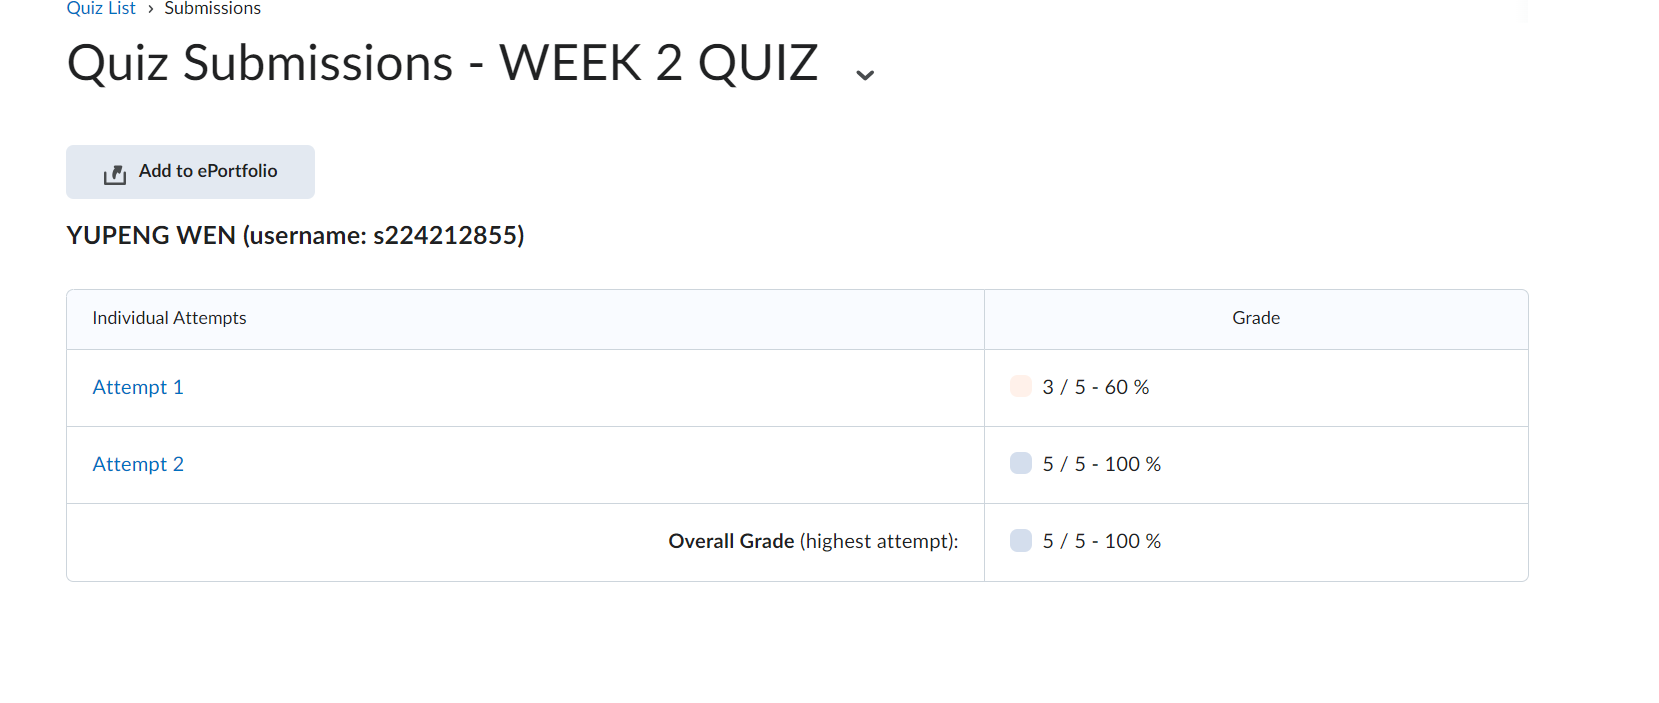 Quiz List › Submissions
Quiz Submissions - WEEK 2 QUIZ
Add to ePortfolio
YUPENG WEN (username: s224212855)
Individual Attempts Grade
Attempt 1 3 / 5 - 60 %
Attempt 2 5 / 5 - 100 %
Overall Grade (highest attempt): 5 / 5 - 100 %